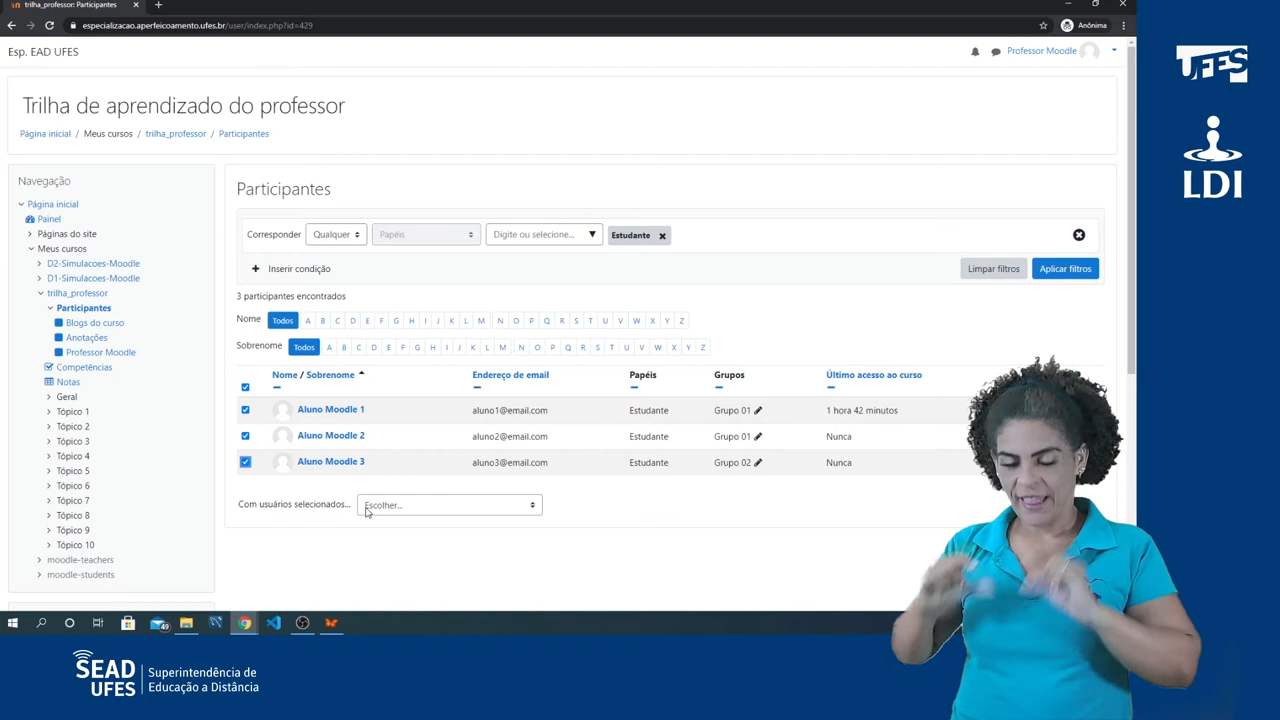 trilha_professor: Participantes
especializacao.aperfeicoamento.ufes.br/user/index.php?id=429
Anônima
Esp. EAD UFES
Professor Moodle
UFES
LDI
Trilha de aprendizado do professor
Página inicial / Meus cursos / trilha_professor / Participantes
Navegação
Página inicial
Painel
Páginas do site
Meus cursos
D2-Simulacoes-Moodle
D1-Simulacoes-Moodle
trilha_professor
Participantes
Blogs do curso
Anotações
Professor Moodle
Competências
Notas
Geral
Tópico 1
Tópico 2
Tópico 3
Tópico 4
Tópico 5
Tópico 6
Tópico 7
Tópico 8
Tópico 9
Tópico 10
moodle-teachers
moodle-students
Participantes
Corresponder Qualquer Papéis Digite ou selecione... Estudante
Inserir condição Limpar filtros Aplicar filtros
3 participantes encontrados
Nome Todos A B C D E F G H I J K L M N O P Q R S T U V W X Y Z
Sobrenome Todos A B C D E F G H I J K L M N O P Q R S T U V W X Y Z
Nome / Sobrenome Endereço de email Papéis Grupos Último acesso ao curso
Aluno Moodle 1 aluno1@email.com Estudante Grupo 01 1 hora 42 minutos
Aluno Moodle 2 aluno2@email.com Estudante Grupo 01 Nunca
Aluno Moodle 3 aluno3@email.com Estudante Grupo 02 Nunca
Com usuários selecionados... Escolher...
49
SEAD UFES
Superintendência de
Educação a Distância